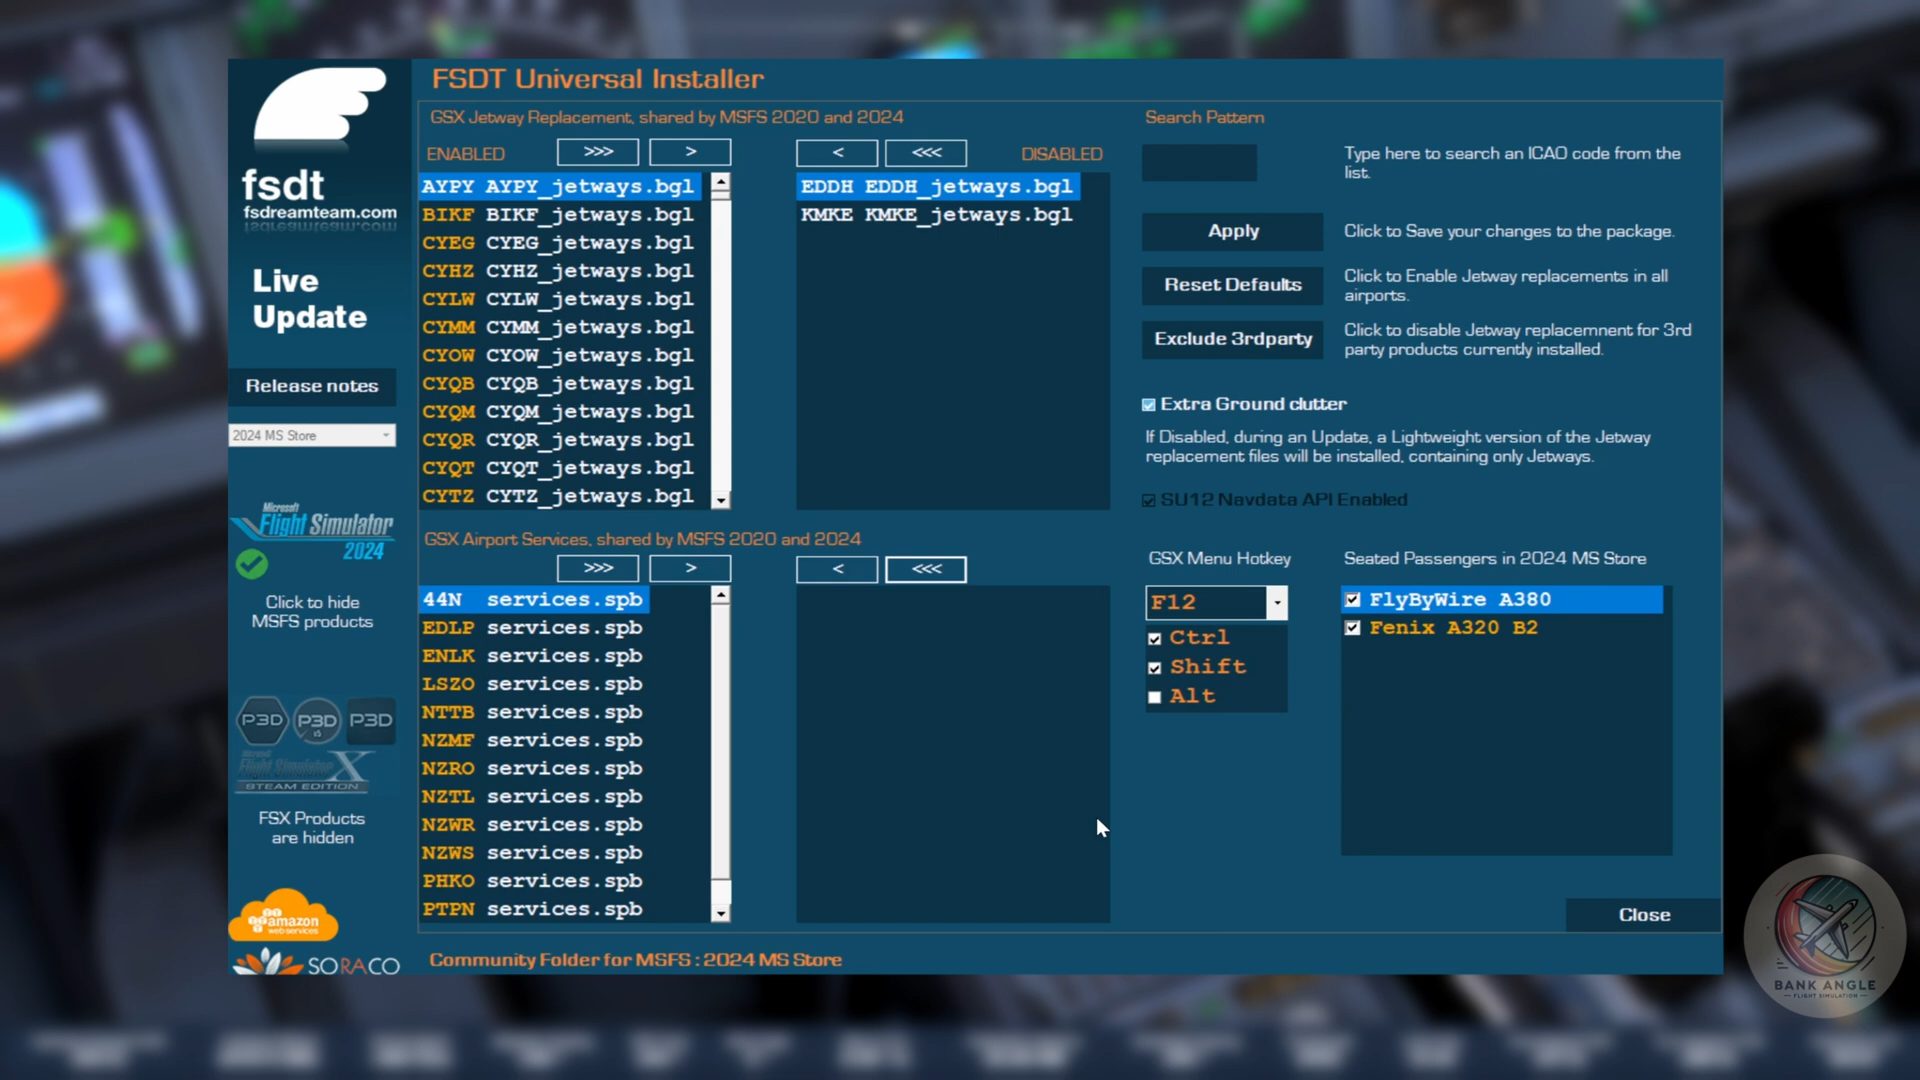 FSDT Universal Installer
fsdt
fsdreamteam.com
Live
Update
Release notes
2024 MS Store
Microsoft
Flight Simulator
2024
Click to hide
MSFS products
P3D P3D P3D
v5
Microsoft
Flight Simulator X
STEAM EDITION
FSX Products
are hidden
amazon
webservices
SORACO
GSX Jetway Replacement, shared by MSFS 2020 and 2024
ENABLED >>> > < <<< DISABLED
AYPY AYPY_jetways.bgl
BIKF BIKF_jetways.bgl
CYEG CYEG_jetways.bgl
CYHZ CYHZ_jetways.bgl
CYLW CYLW_jetways.bgl
CYMM CYMM_jetways.bgl
CYOW CYOW_jetways.bgl
CYQB CYQB_jetways.bgl
CYQM CYQM_jetways.bgl
CYQR CYQR_jetways.bgl
CYQT CYQT_jetways.bgl
CYTZ CYTZ_jetways.bgl
EDDH EDDH_jetways.bgl
KMKE KMKE_jetways.bgl
GSX Airport Services, shared by MSFS 2020 and 2024
>>> > < <<<
44N services.spb
EDLP services.spb
ENLK services.spb
LSZO services.spb
NTTB services.spb
NZMF services.spb
NZRO services.spb
NZTL services.spb
NZWR services.spb
NZWS services.spb
PHKO services.spb
PTPN services.spb
Search Pattern
Type here to search an ICAO code from the
list.
Apply
Click to Save your changes to the package.
Reset Defaults
Click to Enable Jetway replacements in all
airports.
Exclude 3rdparty
Click to disable Jetway replacemnent for 3rd
party products currently installed.
Extra Ground clutter
If Disabled, during an Update, a Lightweight version of the Jetway
replacement files will be installed, containing only Jetways.
SU12 Navdata API Enabled
GSX Menu Hotkey
F12
Ctrl
Shift
Alt
Seated Passengers in 2024 MS Store
FlyByWire A380
Fenix A320 B2
Close
Community Folder for MSFS : 2024 MS Store
BANK ANGLE
FLIGHT SIMULATION